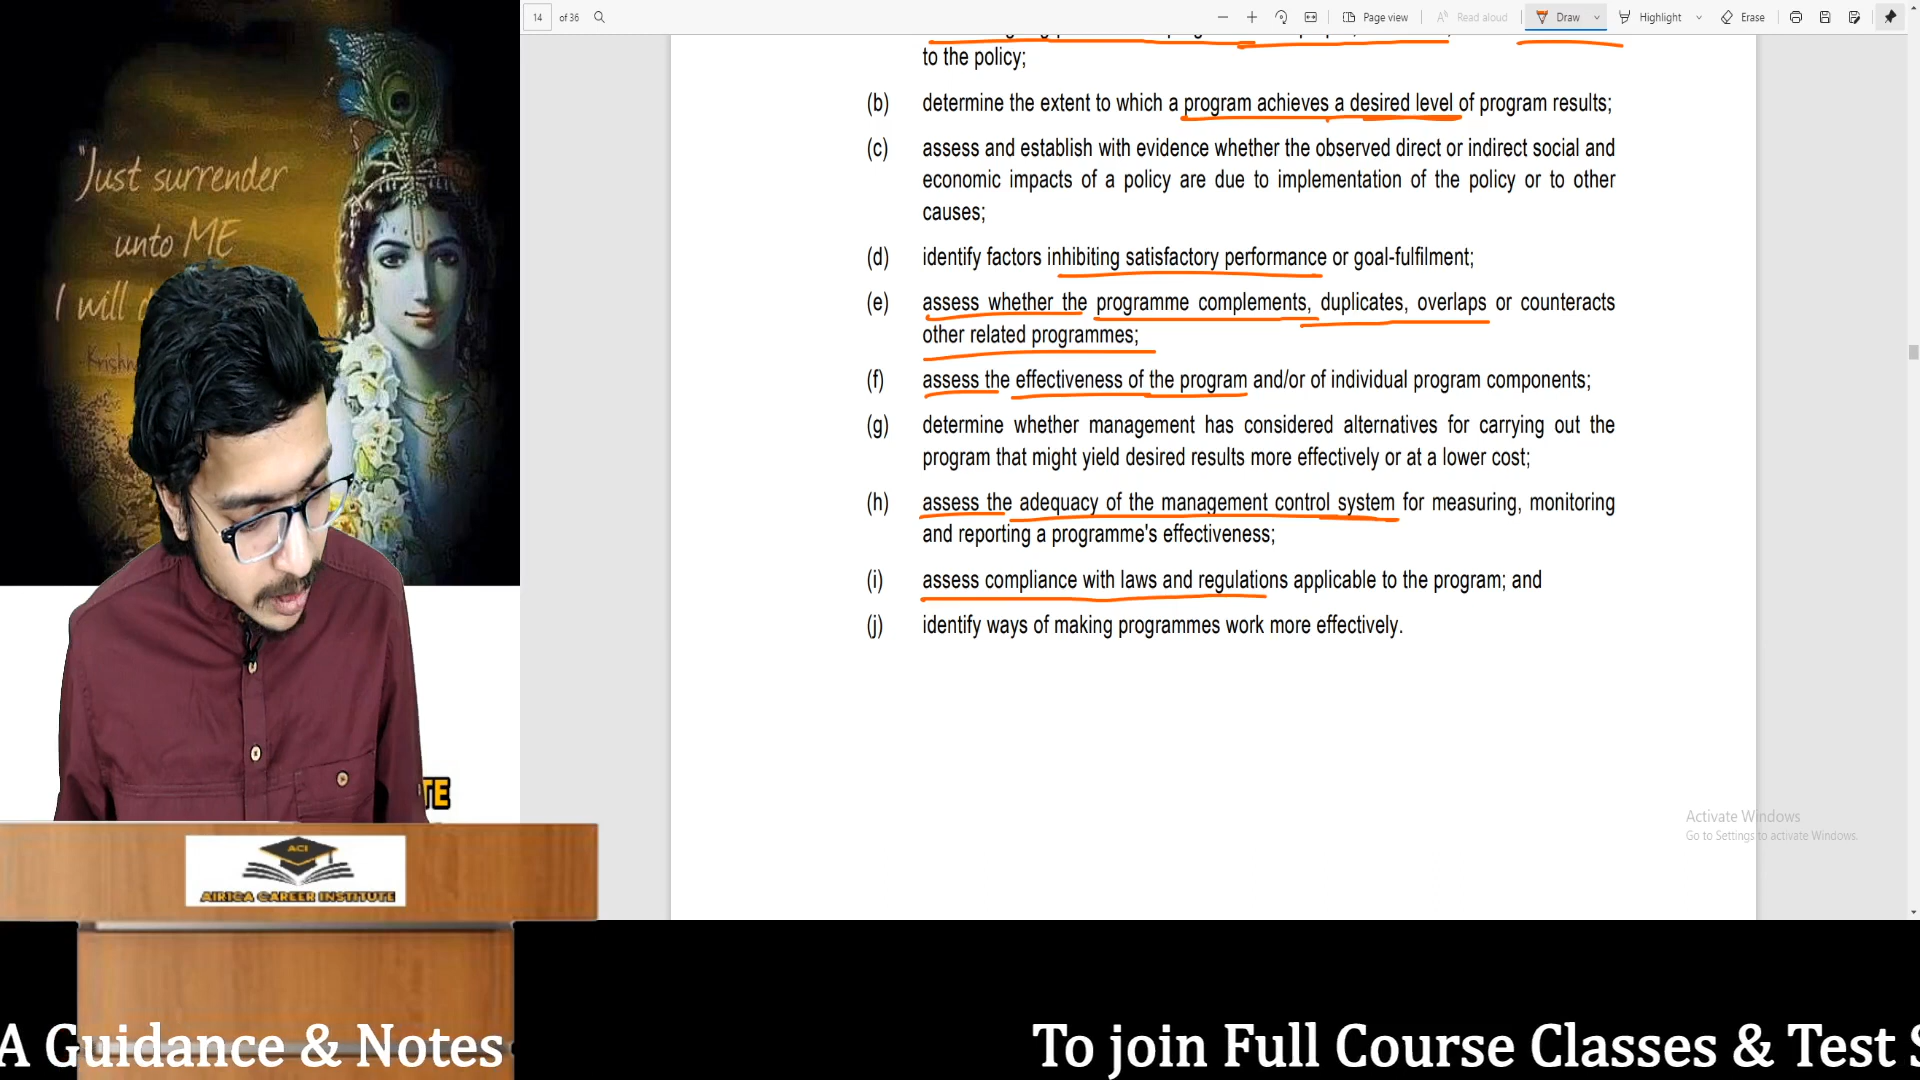 14 of 36 Page view Read aloud Draw Highlight Erase
to the policy;
(b) determine the extent to which a program achieves a desired level of program results;
(c) assess and establish with evidence whether the observed direct or indirect social and
economic impacts of a policy are due to implementation of the policy or to other
causes;
(d) identify factors inhibiting satisfactory performance or goal-fulfilment;
(e) assess whether the programme complements, duplicates, overlaps or counteracts
other related programmes;
(f) assess the effectiveness of the program and/or of individual program components;
(g) determine whether management has considered alternatives for carrying out the
program that might yield desired results more effectively or at a lower cost;
(h) assess the adequacy of the management control system for measuring, monitoring
and reporting a programme's effectiveness;
(i) assess compliance with laws and regulations applicable to the program; and
(j) identify ways of making programmes work more effectively.
"Just surrender
unto ME
I will
TE
ACI
AIRICA CAREER INSTITUTE
Activate Windows
Go to Settings to activate Windows.
A Guidance & Notes
To join Full Course Classes & Test S